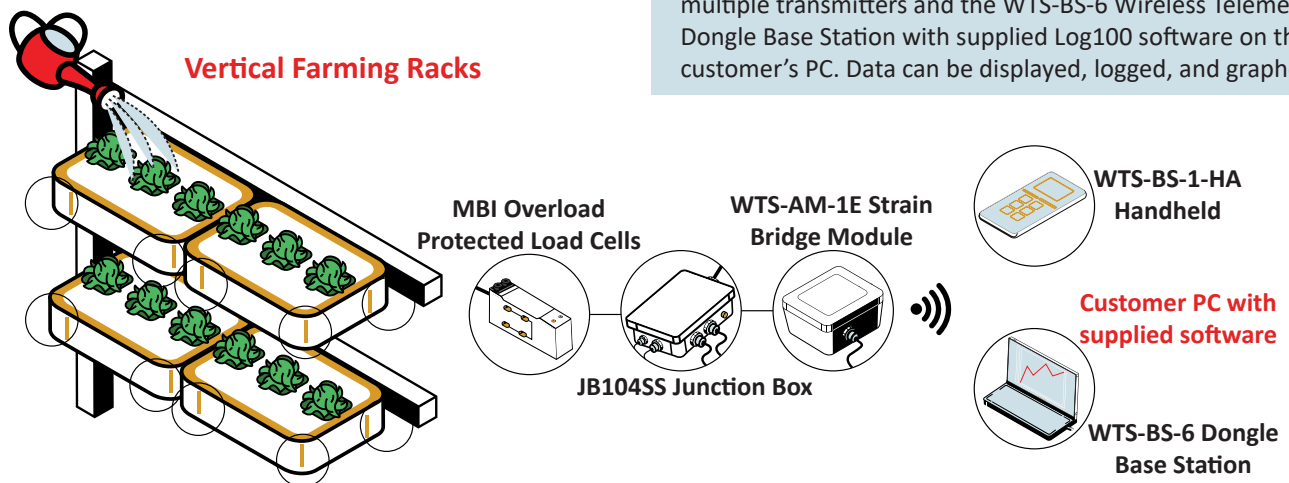 multiple transmitters and the WTS-BS-6 Wireless
Dongle Base Station with supplied Log100 software on
customer’s PC. Data can be displayed, logged, and
Vertical Farming Racks
MBI Overload
Protected Load Cells
WTS-AM-1E Strain
Bridge Module
WTS-BS-1-HA
Handheld
JB104SS Junction Box
Customer PC with
supplied software
WTS-BS-6 Dongle
Base Station